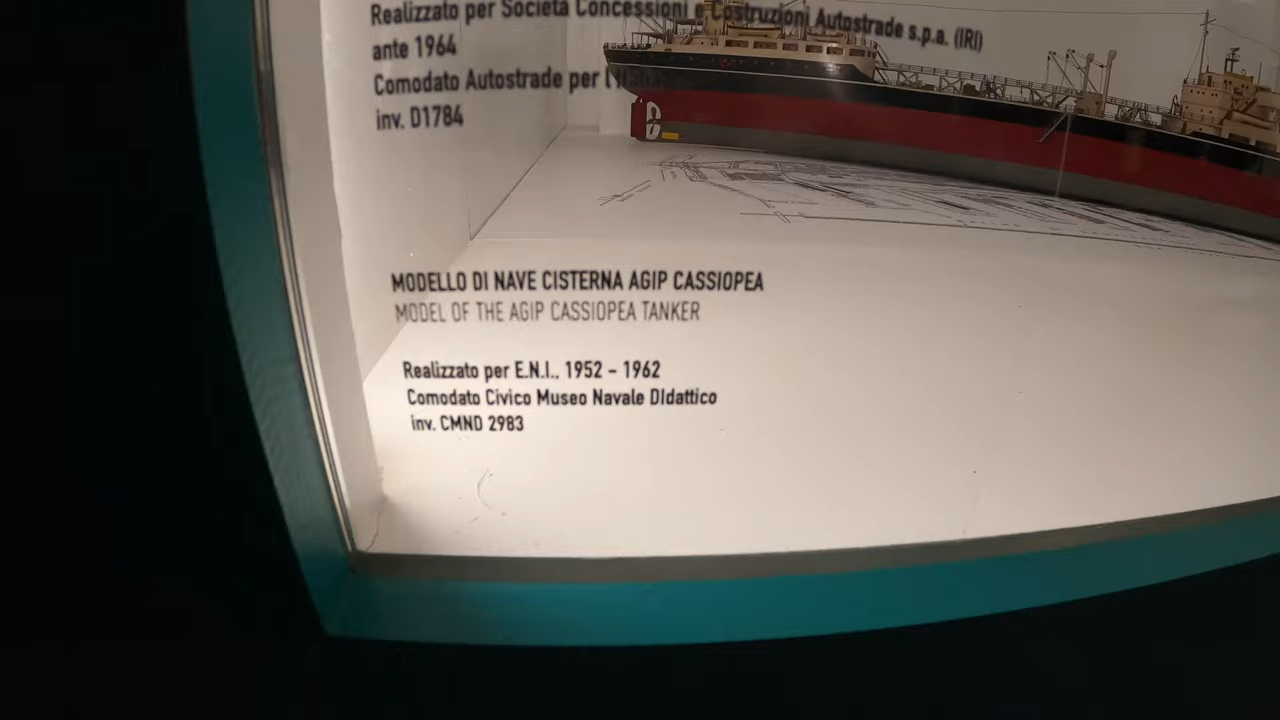 Realizzato per Società Concessioni e Costruzioni Autostrade s.p.a. (IRI)
ante 1964
Comodato Autostrade per l'Italia
inv. D1784
MODELLO DI NAVE CISTERNA AGIP CASSIOPEA
MODEL OF THE AGIP CASSIOPEA TANKER
Realizzato per E.N.I., 1952 - 1962
Comodato Civico Museo Navale DIdattico
inv. CMND 2983